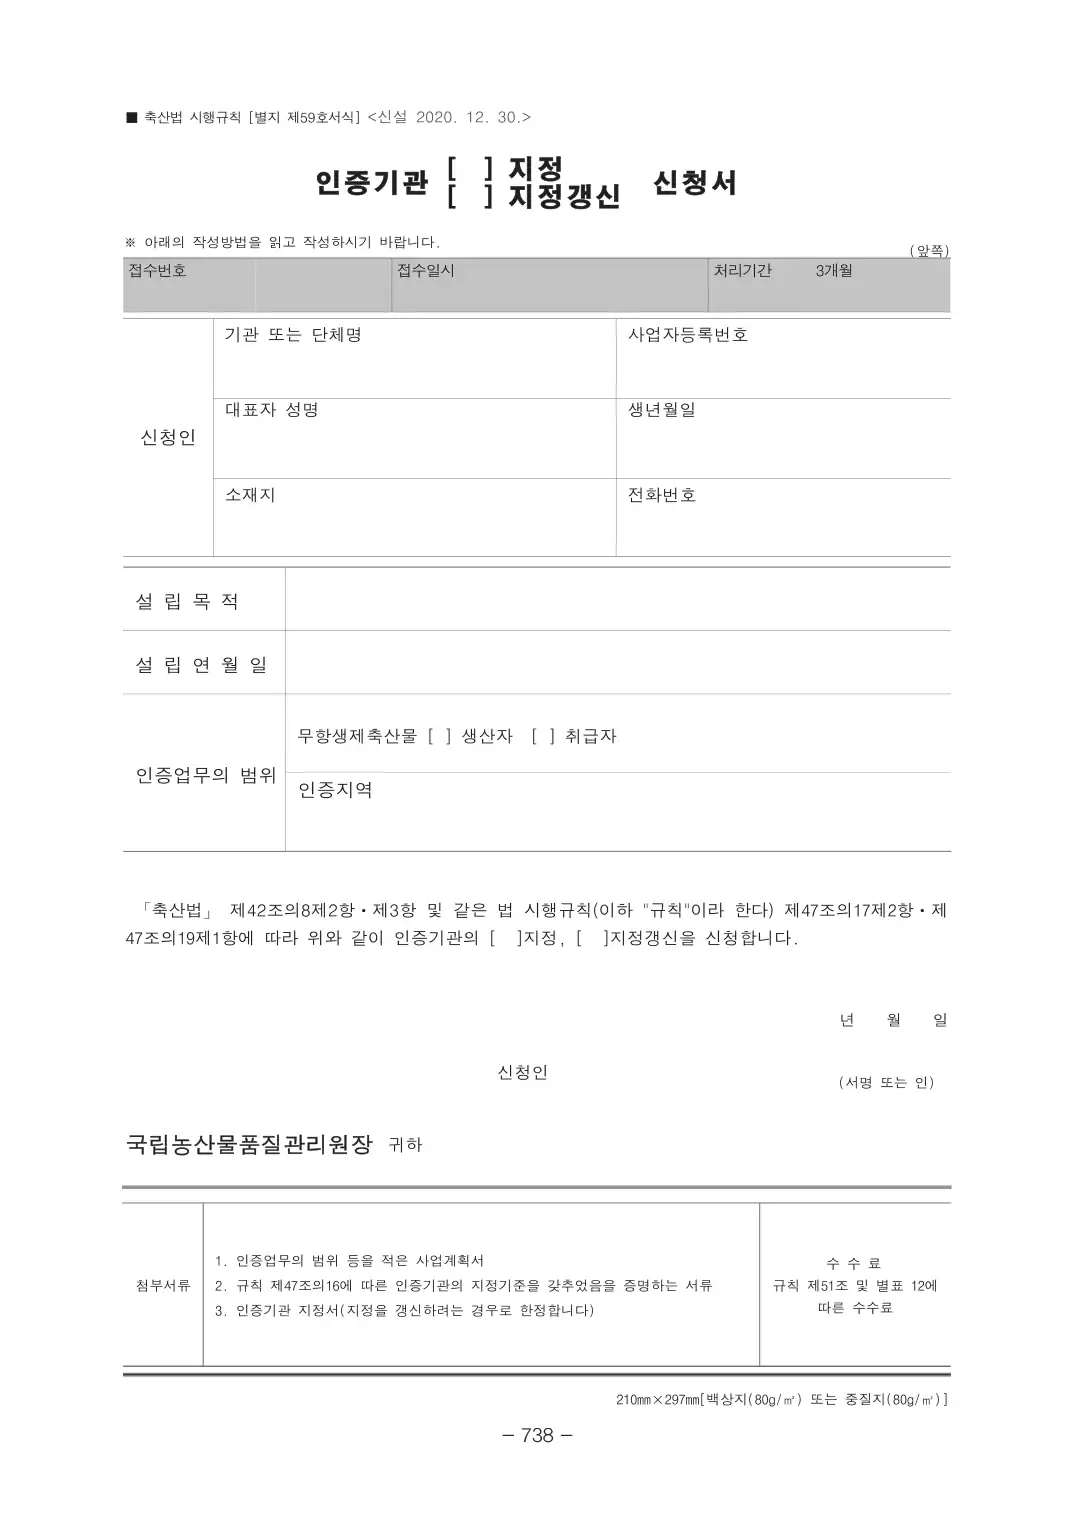 ■ 축산법 시행규칙 [별지 제59호서식] <신설 2020. 12. 30.>
인증기관 [ ] 지정 신청서
[ ] 지정갱신
※ 아래의 작성방법을 읽고 작성하시기 바랍니다.
(앞쪽)
접수번호 접수일시 처리기간 3개월
신청인
기관 또는 단체명 사업자등록번호
대표자 성명 생년월일
소재지 전화번호
설 립 목 적
설 립 연 월 일
인증업무의 범위
무항생제축산물 [ ] 생산자 [ ] 취급자
인증지역
「축산법」 제42조의8제2항·제3항 및 같은 법 시행규칙(이하 "규칙"이라 한다) 제47조의17제2항·제
47조의19제1항에 따라 위와 같이 인증기관의 [ ]지정, [ ]지정갱신을 신청합니다.
년 월 일
신청인 (서명 또는 인)
국립농산물품질관리원장 귀하
첨부서류
1. 인증업무의 범위 등을 적은 사업계획서
2. 규칙 제47조의16에 따른 인증기관의 지정기준을 갖추었음을 증명하는 서류
3. 인증기관 지정서(지정을 갱신하려는 경우로 한정합니다)
수 수 료
규칙 제51조 및 별표 12에
따른 수수료
210㎜×297㎜[백상지(80g/㎡) 또는 중질지(80g/㎡)]
- 738 -